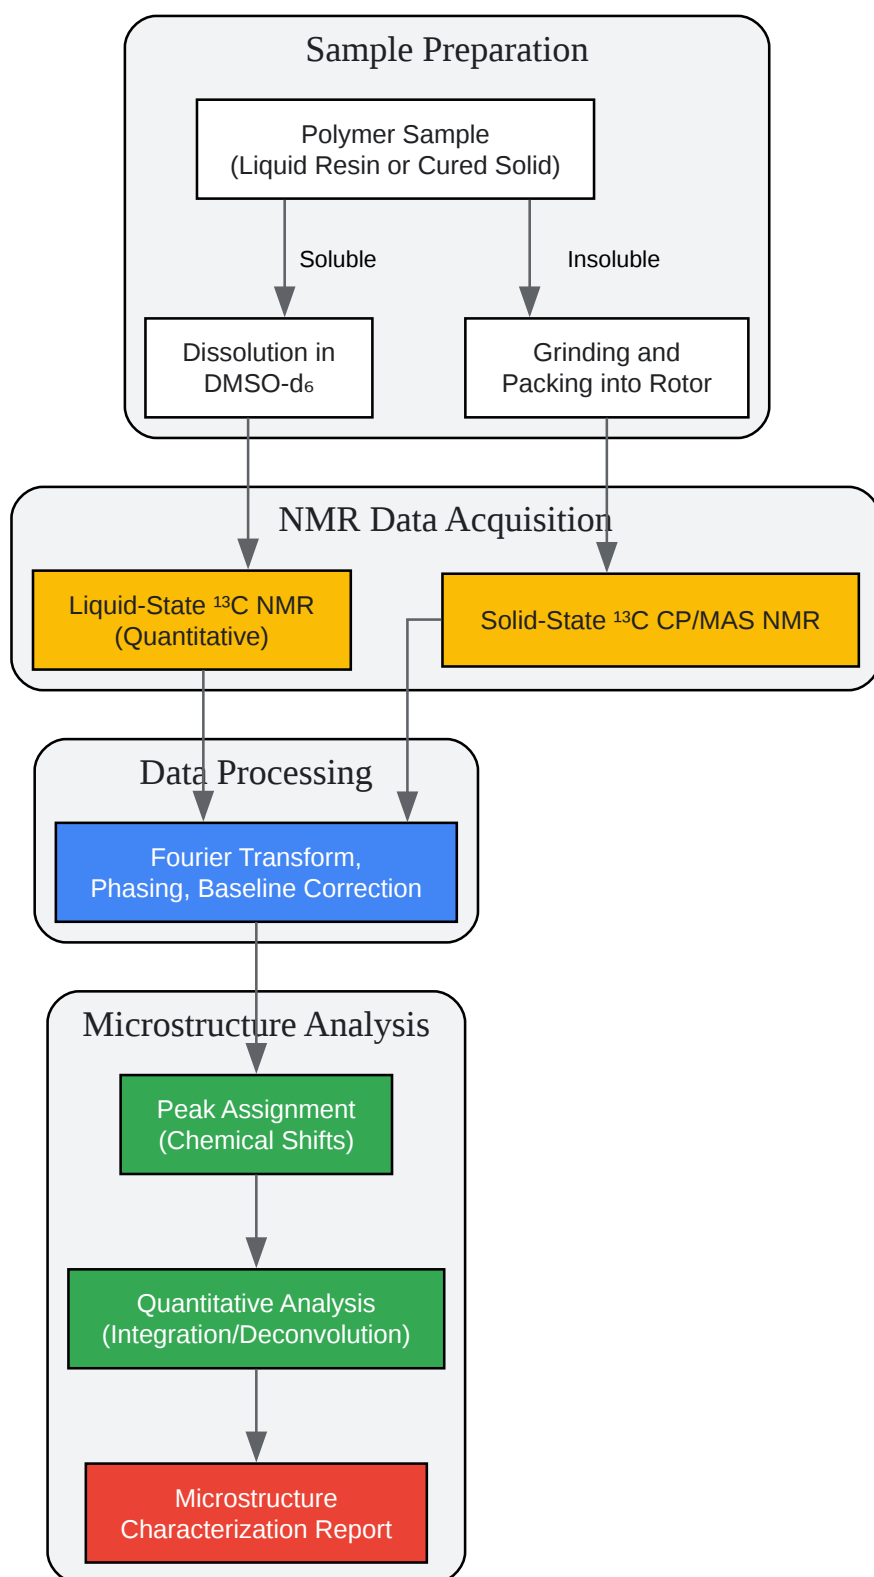 Sample Preparation
Polymer Sample
(Liquid Resin or Cured Solid)
Soluble
Insoluble
Dissolution in
DMSO-d₆
Grinding and
Packing into Rotor
NMR Data Acquisition
Liquid-State ¹³C NMR
(Quantitative)
Solid-State ¹³C CP/MAS NMR
Data Processing
Fourier Transform,
Phasing, Baseline Correction
Microstructure Analysis
Peak Assignment
(Chemical Shifts)
Quantitative Analysis
(Integration/Deconvolution)
Microstructure
Characterization Report